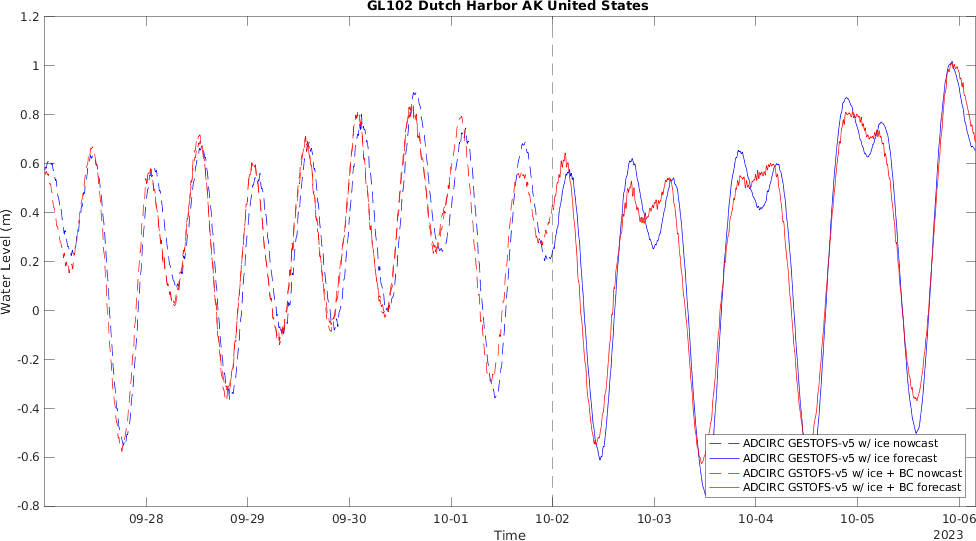 GL102 Dutch Harbor AK United States
1.2
1
0.8
0.6
0.4
0.2
0
-0.2
-0.4
-0.6
-0.8
Water Level (m)
ADCIRC GESTOFS-v5 w/ ice nowcast
ADCIRC GESTOFS-v5 w/ ice forecast
ADCIRC GSTOFS-v5 w/ ice + BC nowcast
ADCIRC GSTOFS-v5 w/ ice + BC forecast
09-28 09-29 09-30 10-01 10-02 10-03 10-04 10-05 10-06
Time
2023